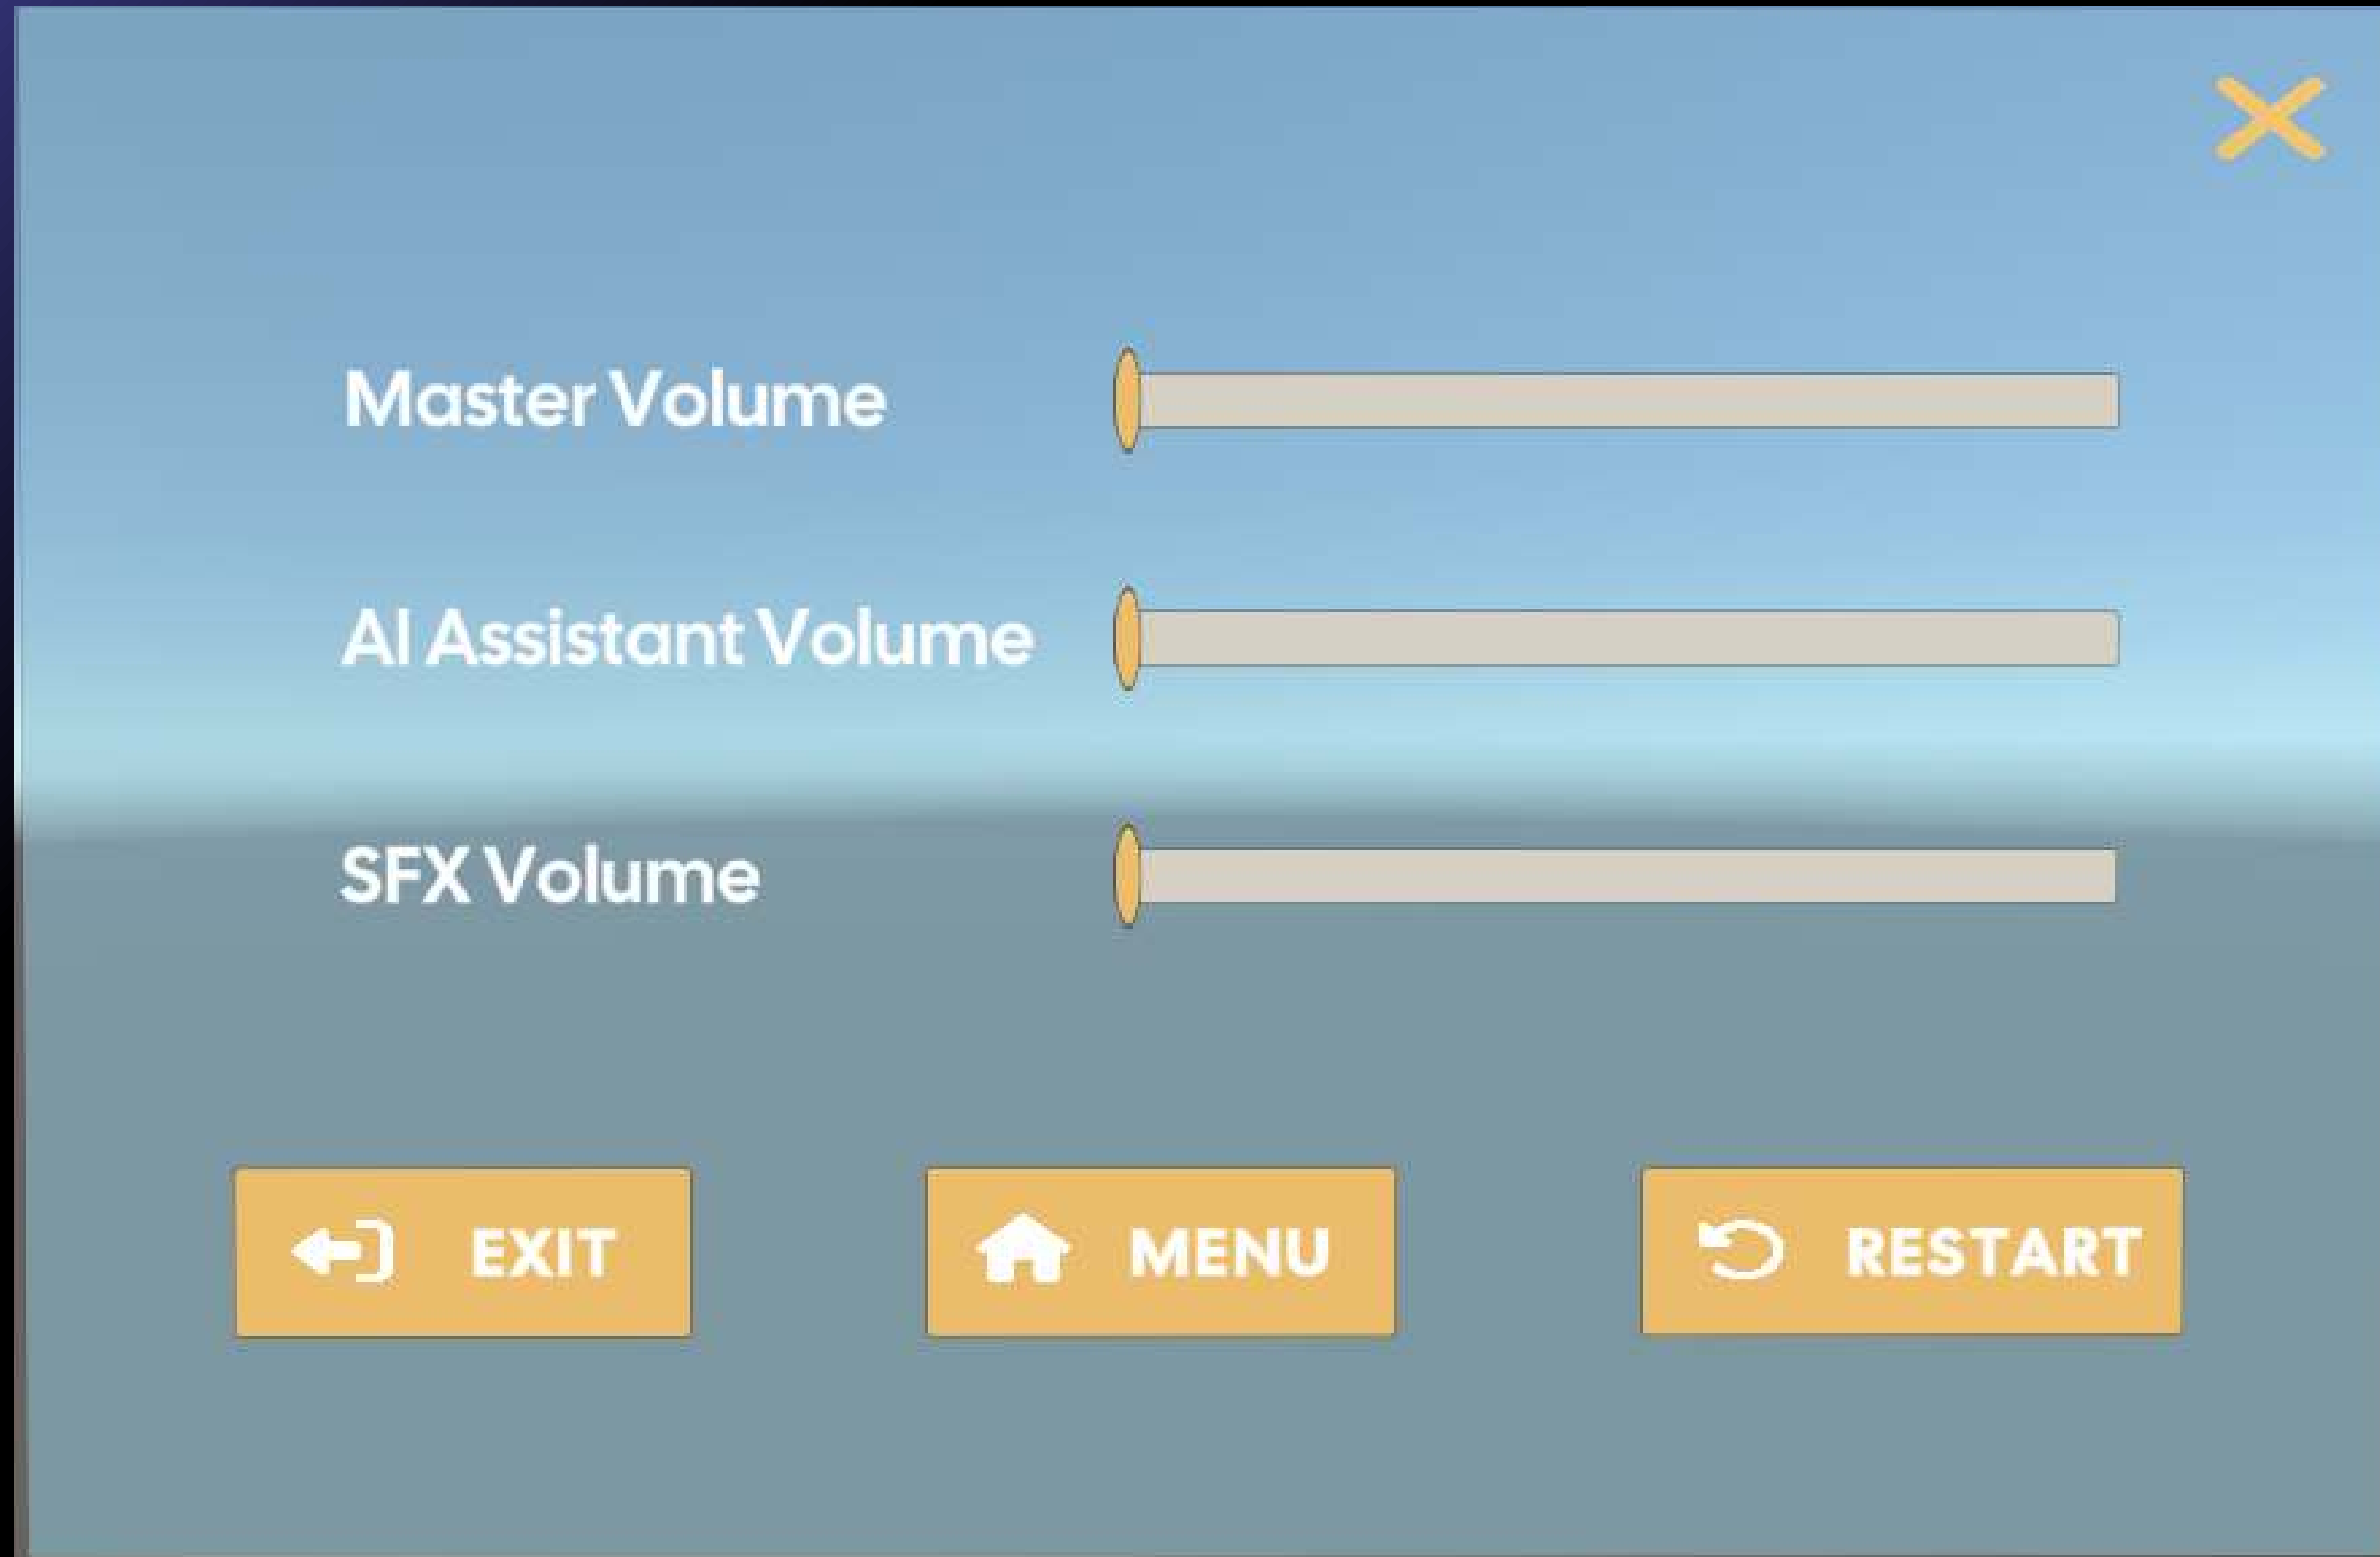 Master Volume
AI Assistant Volume
SFX Volume
EXIT
MENU
RESTART